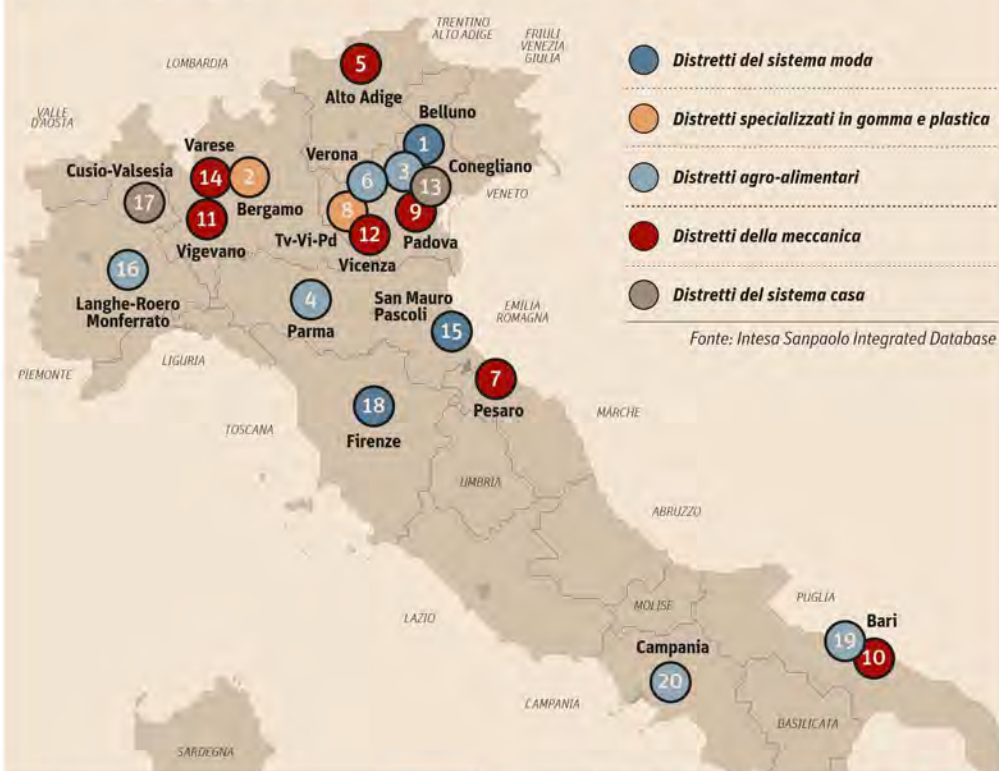 TRENTINO
ALTO ADIGE
FRIULI
VENEZIA
GIULIA
LOMBARDIA
5
Alto Adige
Belluno
1
VALLE
D'AOSTA
Varese
Verona
Cusio-Valsesia
14
2
6
3
Conegliano
13
VENETO
17
11
Bergamo
8
9
Tv-Vi-Pd
12
Padova
Vigevano
Vicenza
16
Langhe-Roero
Monferrato
4
Parma
San Mauro
Pascoli
15
EMILIA
ROMAGNA
PIEMONTE
LIGURIA
7
Pesaro
18
Firenze
MARCHE
TOSCANA
UMBRIA
ABRUZZO
LAZIO
MOLISE
PUGLIA
Bari
19
10
Campania
20
CAMPANIA
BASILICATA
SARDEGNA
Distretti del sistema moda
Distretti specializzati in gomma e plastica
Distretti agro-alimentari
Distretti della meccanica
Distretti del sistema casa
Fonte: Intesa Sanpaolo Integrated Database